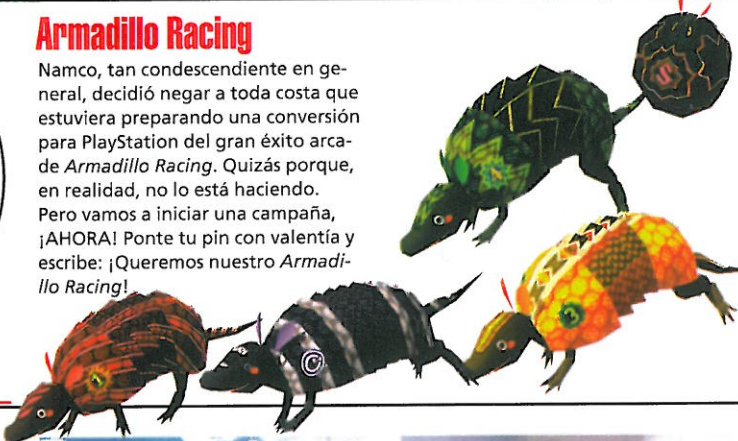 Armadillo Racing
Namco, tan condescendiente en ge-
neral, decidió negar a toda costa que
estuviera preparando una conversión
para PlayStation del gran éxito arca-
de Armadillo Racing. Quizás porque,
en realidad, no lo está haciendo.
Pero vamos a iniciar una campaña,
¡AHORA! Ponte tu pin con valentía y
escribe: ¡Queremos nuestro Armadi-
llo Racing!